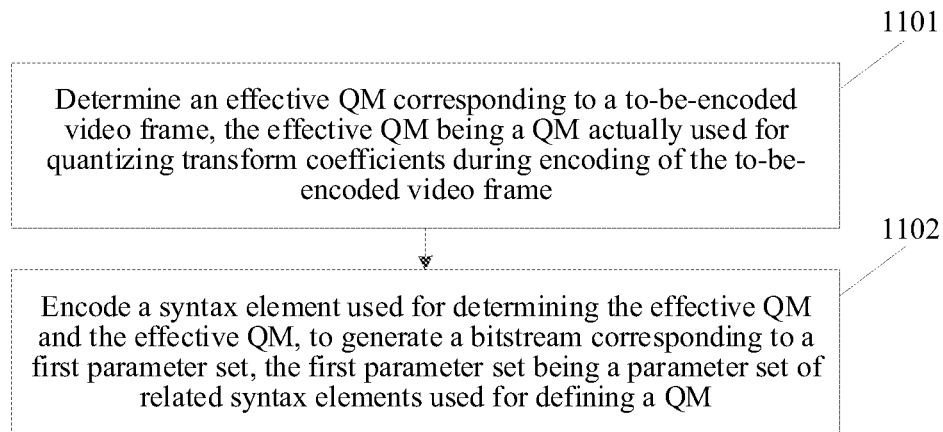 1101
Determine an effective QM corresponding to a to-be-encoded
video frame, the effective QM being a QM actually used for
quantizing transform coefficients during encoding of the to-be-
encoded video frame
1102
Encode a syntax element used for determining the effective QM
and the effective QM, to generate a bitstream corresponding to a
first parameter set, the first parameter set being a parameter set of
related syntax elements used for defining a QM